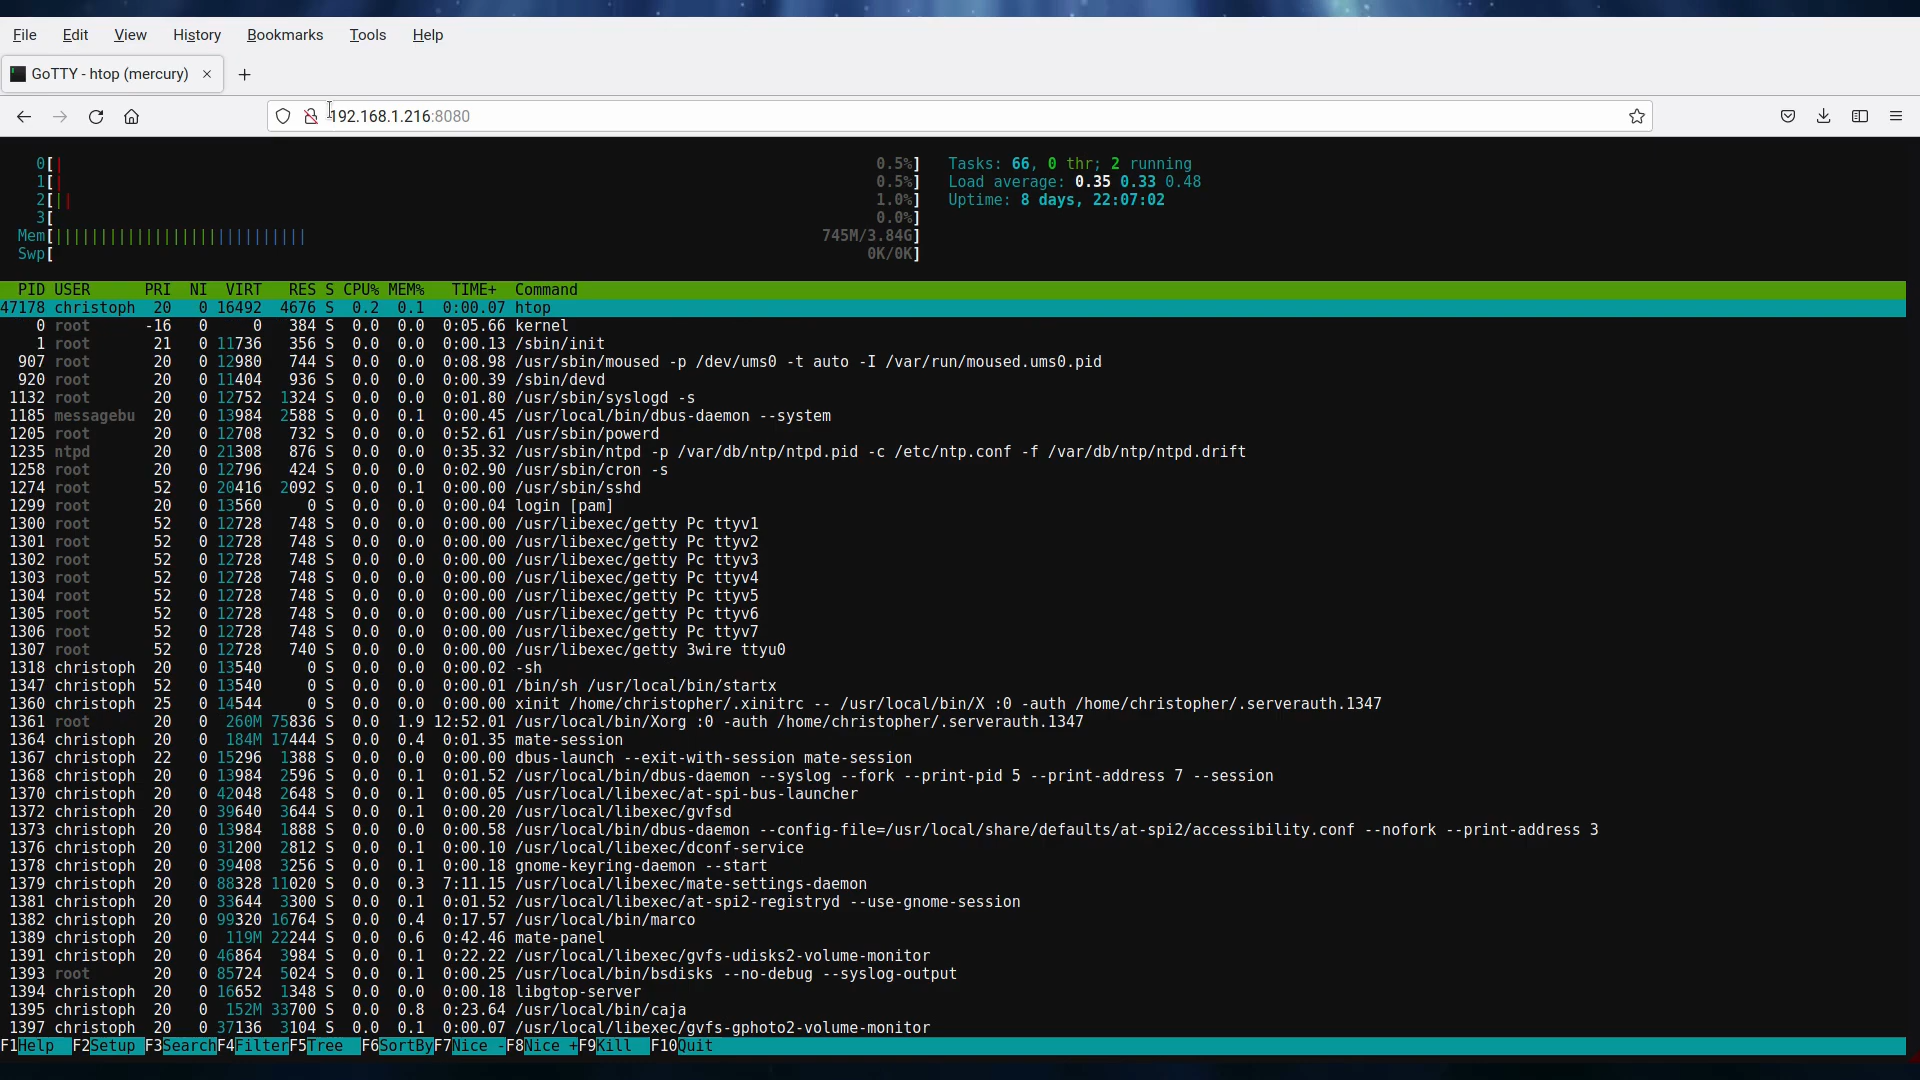 File Edit View History Bookmarks Tools Help
GoTTY - htop (mercury)
192.168.1.216:8080
0[| 0.5%] Tasks: 66, 0 thr; 2 running
1[| 0.5%] Load average: 0.35 0.33 0.48
2[|| 1.0%] Uptime: 8 days, 22:07:02
3[ 0.0%]
Mem[|||||||||||||||||||||||||||| 745M/3.84G]
Swp[ 0K/0K]
PID USER PRI NI VIRT RES S CPU% MEM% TIME+ Command
47178 christoph 20 0 16492 4676 S 0.2 0.1 0:00.07 htop
0 root -16 0 0 384 S 0.0 0.0 0:05.66 kernel
1 root 21 0 11736 356 S 0.0 0.0 0:00.13 /sbin/init
907 root 20 0 12980 744 S 0.0 0.0 0:08.98 /usr/sbin/moused -p /dev/ums0 -t auto -I /var/run/moused.ums0.pid
920 root 20 0 11404 936 S 0.0 0.0 0:00.39 /sbin/devd
1132 root 20 0 12752 1324 S 0.0 0.0 0:01.80 /usr/sbin/syslogd -s
1185 messagebu 20 0 13984 2588 S 0.0 0.1 0:00.45 /usr/local/bin/dbus-daemon --system
1205 root 20 0 12708 732 S 0.0 0.0 0:52.61 /usr/sbin/powerd
1235 ntpd 20 0 21308 876 S 0.0 0.0 0:35.32 /usr/sbin/ntpd -p /var/db/ntp/ntpd.pid -c /etc/ntp.conf -f /var/db/ntp/ntpd.drift
1258 root 20 0 12796 424 S 0.0 0.0 0:02.90 /usr/sbin/cron -s
1274 root 52 0 20416 2092 S 0.0 0.1 0:00.00 /usr/sbin/sshd
1299 root 20 0 13560 0 S 0.0 0.0 0:00.04 login [pam]
1300 root 52 0 12728 748 S 0.0 0.0 0:00.00 /usr/libexec/getty Pc ttyv1
1301 root 52 0 12728 748 S 0.0 0.0 0:00.00 /usr/libexec/getty Pc ttyv2
1302 root 52 0 12728 748 S 0.0 0.0 0:00.00 /usr/libexec/getty Pc ttyv3
1303 root 52 0 12728 748 S 0.0 0.0 0:00.00 /usr/libexec/getty Pc ttyv4
1304 root 52 0 12728 748 S 0.0 0.0 0:00.00 /usr/libexec/getty Pc ttyv5
1305 root 52 0 12728 748 S 0.0 0.0 0:00.00 /usr/libexec/getty Pc ttyv6
1306 root 52 0 12728 748 S 0.0 0.0 0:00.00 /usr/libexec/getty Pc ttyv7
1307 root 52 0 12728 740 S 0.0 0.0 0:00.00 /usr/libexec/getty 3wire ttyu0
1318 christoph 20 0 13540 0 S 0.0 0.0 0:00.02 -sh
1347 christoph 52 0 13540 0 S 0.0 0.0 0:00.01 /bin/sh /usr/local/bin/startx
1360 christoph 25 0 14544 0 S 0.0 0.0 0:00.00 xinit /home/christopher/.xinitrc -- /usr/local/bin/X :0 -auth /home/christopher/.serverauth.1347
1361 root 20 0 260M 75836 S 0.0 1.9 12:52.01 /usr/local/bin/Xorg :0 -auth /home/christopher/.serverauth.1347
1364 christoph 20 0 184M 17444 S 0.0 0.4 0:01.35 mate-session
1367 christoph 22 0 15296 1388 S 0.0 0.0 0:00.00 dbus-launch --exit-with-session mate-session
1368 christoph 20 0 13984 2596 S 0.0 0.1 0:01.52 /usr/local/bin/dbus-daemon --syslog --fork --print-pid 5 --print-address 7 --session
1370 christoph 20 0 42048 2648 S 0.0 0.1 0:00.05 /usr/local/libexec/at-spi-bus-launcher
1372 christoph 20 0 39640 3644 S 0.0 0.1 0:00.20 /usr/local/libexec/gvfsd
1373 christoph 20 0 13984 1888 S 0.0 0.0 0:00.58 /usr/local/bin/dbus-daemon --config-file=/usr/local/share/defaults/at-spi2/accessibility.conf --nofork --print-address 3
1376 christoph 20 0 31200 2812 S 0.0 0.1 0:00.10 /usr/local/libexec/dconf-service
1378 christoph 20 0 39408 3256 S 0.0 0.1 0:00.18 gnome-keyring-daemon --start
1379 christoph 20 0 88328 11020 S 0.0 0.3 7:11.15 /usr/local/libexec/mate-settings-daemon
1381 christoph 20 0 33644 3300 S 0.0 0.1 0:01.52 /usr/local/libexec/at-spi2-registryd --use-gnome-session
1382 christoph 20 0 99320 16764 S 0.0 0.4 0:17.57 /usr/local/bin/marco
1389 christoph 20 0 119M 22244 S 0.0 0.6 0:42.46 mate-panel
1391 christoph 20 0 46864 3984 S 0.0 0.1 0:22.22 /usr/local/libexec/gvfs-udisks2-volume-monitor
1393 root 20 0 85724 5024 S 0.0 0.1 0:00.25 /usr/local/bin/bsdisks --no-debug --syslog-output
1394 christoph 20 0 16652 1348 S 0.0 0.0 0:00.18 libgtop-server
1395 christoph 20 0 152M 33700 S 0.0 0.8 0:23.64 /usr/local/bin/caja
1397 christoph 20 0 37136 3104 S 0.0 0.1 0:00.07 /usr/local/libexec/gvfs-gphoto2-volume-monitor
F1Help F2Setup F3SearchF4FilterF5Tree F6SortByF7Nice -F8Nice +F9Kill F10Quit